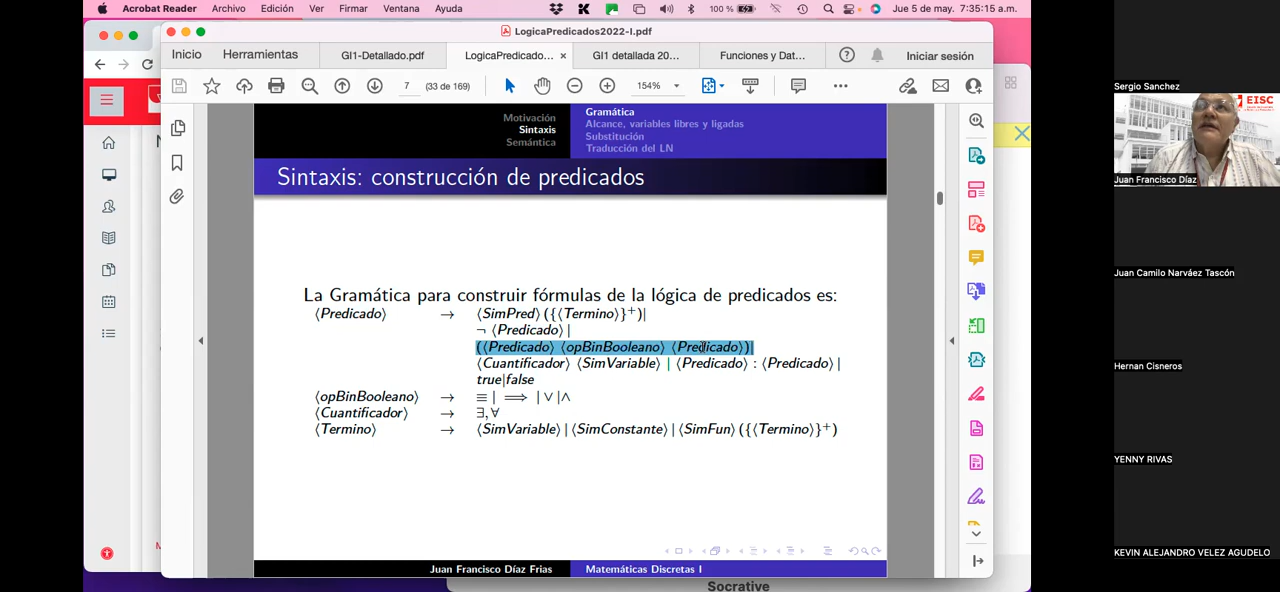 Acrobat Reader Archivo Edición Ver Firmar Ventana Ayuda 100 % Jue 5 de may. 7:35:15 a.m.
LogicaPredicados2022-I.pdf
Inicio Herramientas GI1-Detallado.pdf LogicaPredicado... × GI1 detallada 20... Funciones y Dat... Iniciar sesión
7 (33 de 169) 154%
Motivación
Sintaxis
Semántica
Gramática
Alcance, variables libres y ligadas
Substitución
Traducción del LN
Sintaxis: construcción de predicados
La Gramática para construir fórmulas de la lógica de predicados es:
⟨Predicado⟩ → ⟨SimPred⟩({⟨Termino⟩}⁺)|
¬ ⟨Predicado⟩ |
(⟨Predicado⟩ ⟨opBinBooleano⟩ ⟨Predicado⟩)|
⟨Cuantificador⟩ ⟨SimVariable⟩ | ⟨Predicado⟩ : ⟨Predicado⟩ |
true|false
⟨opBinBooleano⟩ → ≡ | ⟹ | ∨ |∧
⟨Cuantificador⟩ → ∃, ∀
⟨Termino⟩ → ⟨SimVariable⟩ | ⟨SimConstante⟩ | ⟨SimFun⟩({⟨Termino⟩}⁺)
Juan Francisco Díaz Frias Matemáticas Discretas I
Socrative
Sergio Sanchez
EISC
Juan Francisco Díaz
Juan Camilo Narváez Tascón
Hernan Cisneros
YENNY RIVAS
KEVIN ALEJANDRO VELEZ AGUDELO